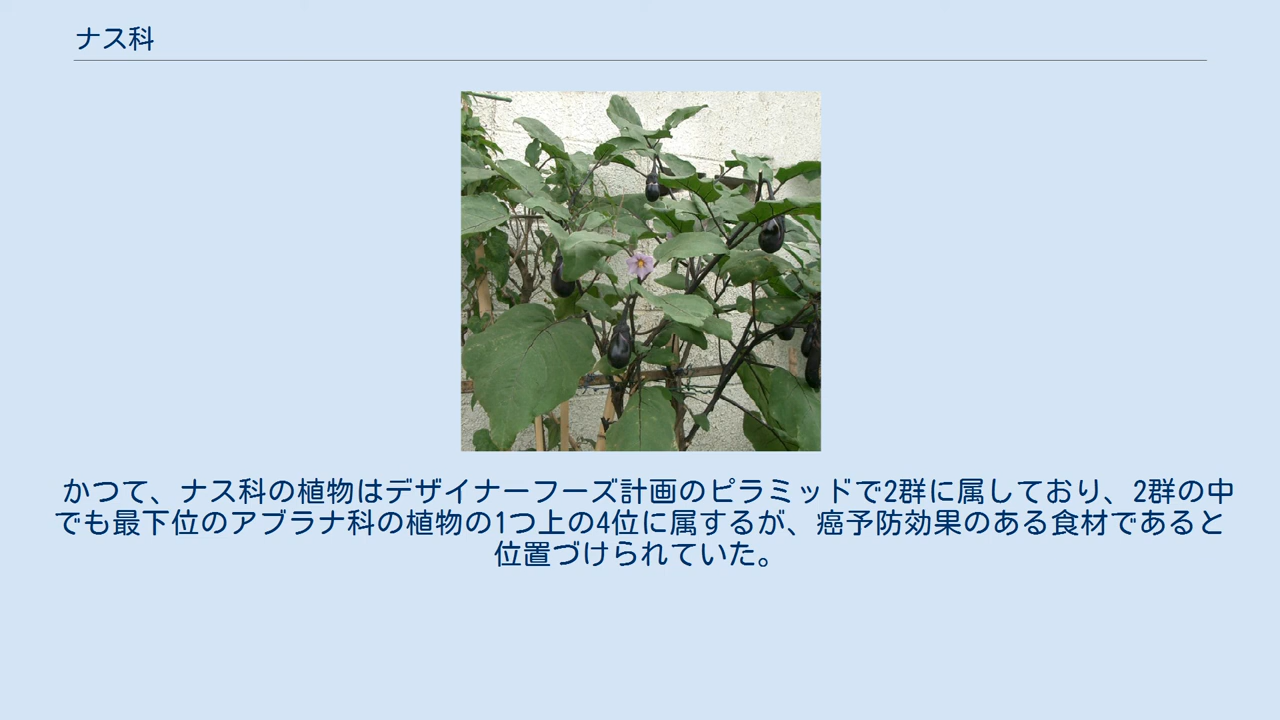 ナス科
かつて、ナス科の植物はデザイナーフーズ計画のピラミッドで2群に属しており、2群の中
でも最下位のアブラナ科の植物の1つ上の4位に属するが、癌予防効果のある食材であると
位置づけられていた。